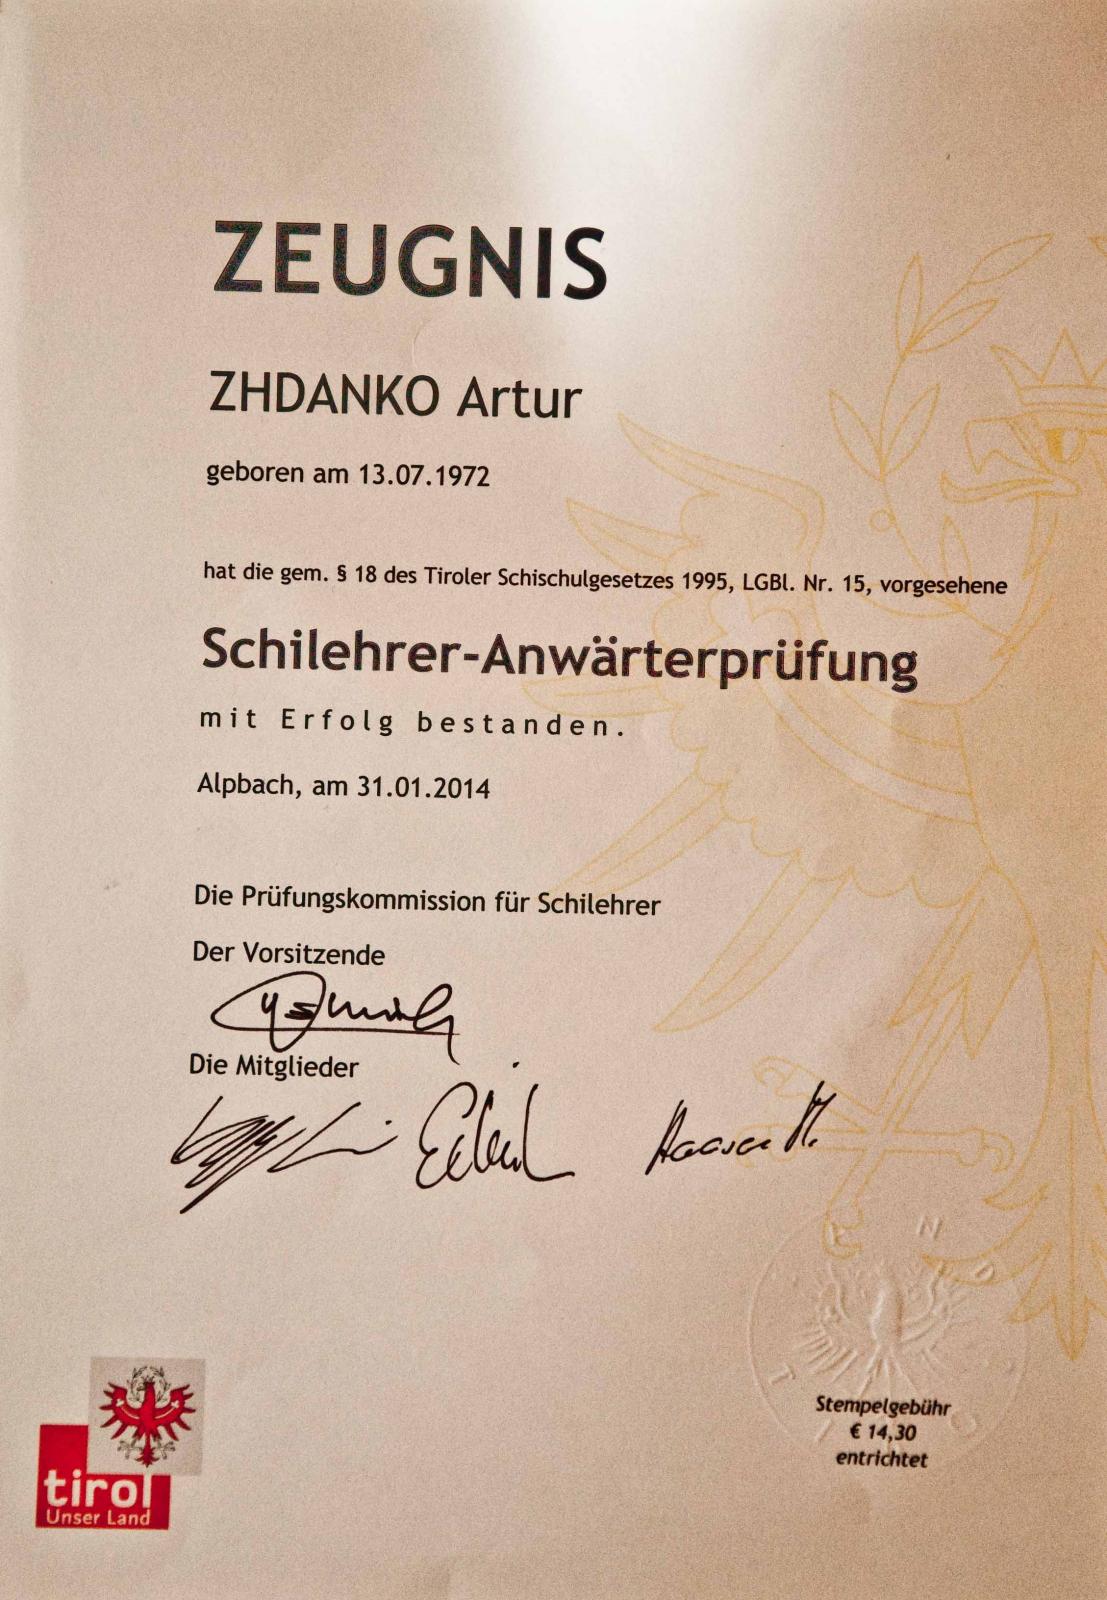 ZEUGNIS
ZHDANKO Artur
geboren am 13.07.1972
hat die gem. § 18 des Tiroler Schischulgesetzes 1995, LGBl. Nr. 15, vorgesehene
Schilehrer-Anwärterprüfung
mit Erfolg bestanden.
Alpbach, am 31.01.2014
Die Prüfungskommission für Schilehrer
Der Vorsitzende
Die Mitglieder
Stempelgebühr
€ 14,30
entrichtet
tirol
Unser Land